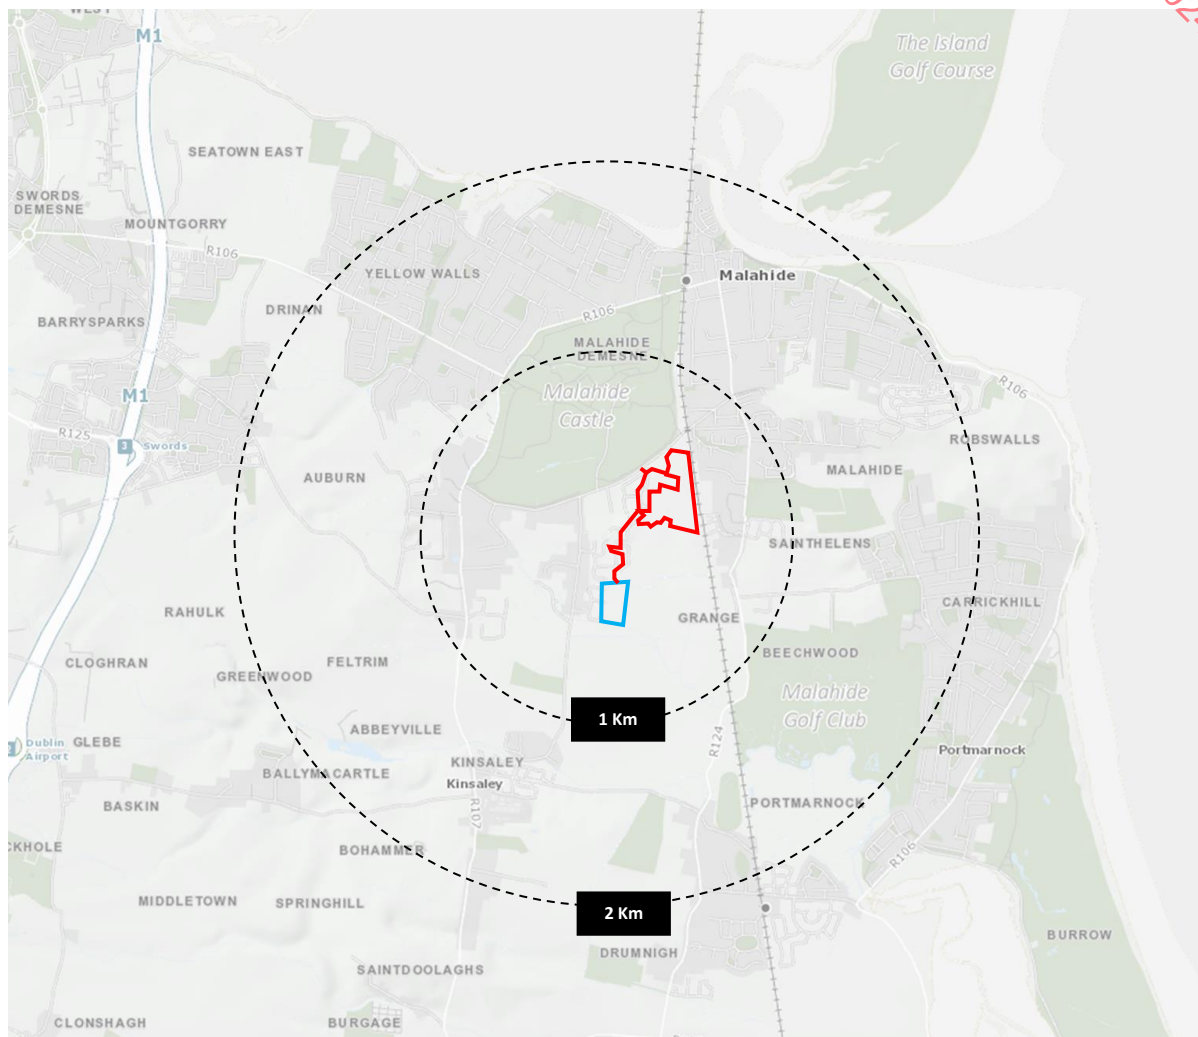 WEST
M1
The Island
Golf Course
SEATOWN EAST
SWORDS
DEMESNE
MOUNTGORRY
R106
YELLOW WALLS
Malahide
DRINAN
R106
BARRYSPARKS
MALAHIDE
DEMESNE
Malahide
Castle
M1
R106
R125
3
Swords
ROBSWALLS
AUBURN
MALAHIDE
SAINTHELENS
RAHULK
CARRICKHILL
GRANGE
CLOGHRAN
FELTRIM
BEECHWOOD
GREENWOOD
Malahide
Golf Club
1 Km
ABBEYVILLE
R124
GLEBE
Dublin
Airport
Portmarnock
KINSALEY
BALLYMACARTLE
Kinsaley
BASKIN
R107
PORTMARNOCK
CKHOLE
BOHAMMER
R106
MIDDLETOWN
SPRINGHILL
2 Km
BURROW
DRUMNIGH
SAINTDOOLAGHS
CLONSHAGH
BURGAGE